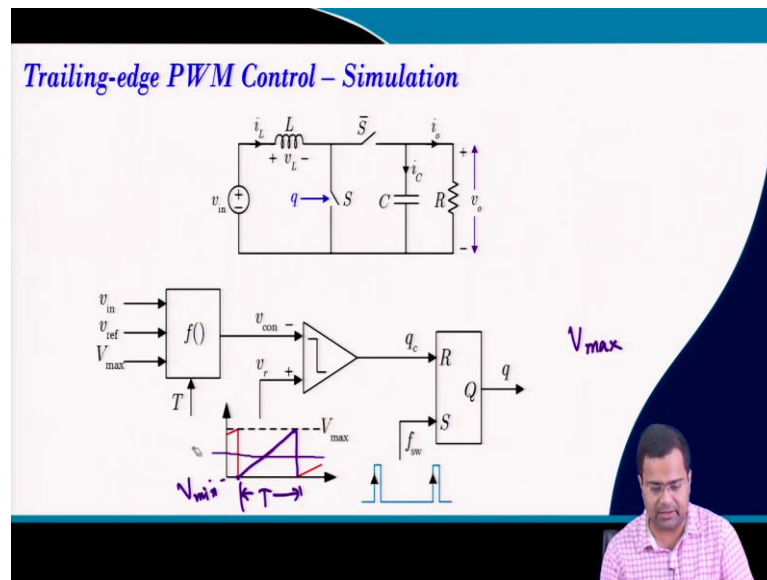 Trailing-edge PWM Control – Simulation
i_L L S̄ i_o
+ v_L - +
i_C
v_in + - q S C R v_o
-
v_in
v_ref f() v_con - q_c R
V_max v_r + Q q
T S
V_max f_sw
V_max
V_min T